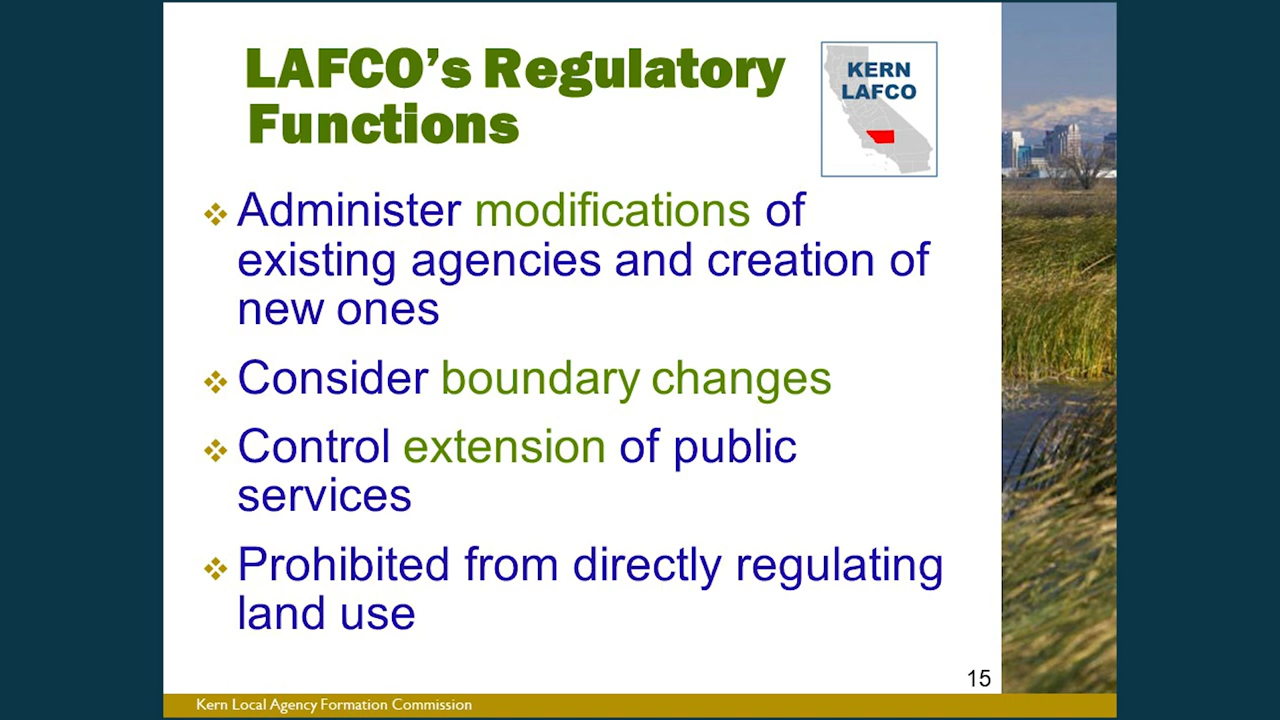 LAFCO's Regulatory
Functions
KERN
LAFCO
❖ Administer modifications of
existing agencies and creation of
new ones
❖ Consider boundary changes
❖ Control extension of public
services
❖ Prohibited from directly regulating
land use
15
Kern Local Agency Formation Commission